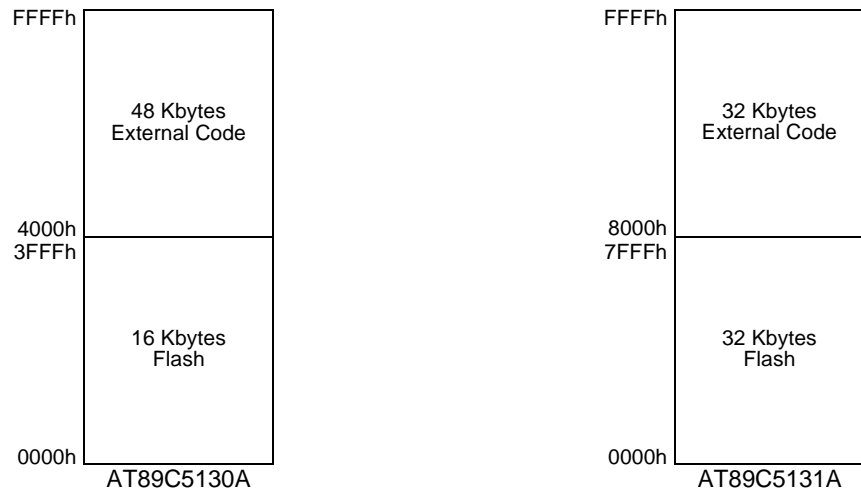 FFFFh
48 Kbytes
External Code
4000h
3FFFh
16 Kbytes
Flash
0000h
AT89C5130A
FFFFh
32 Kbytes
External Code
8000h
7FFFh
32 Kbytes
Flash
0000h
AT89C5131A